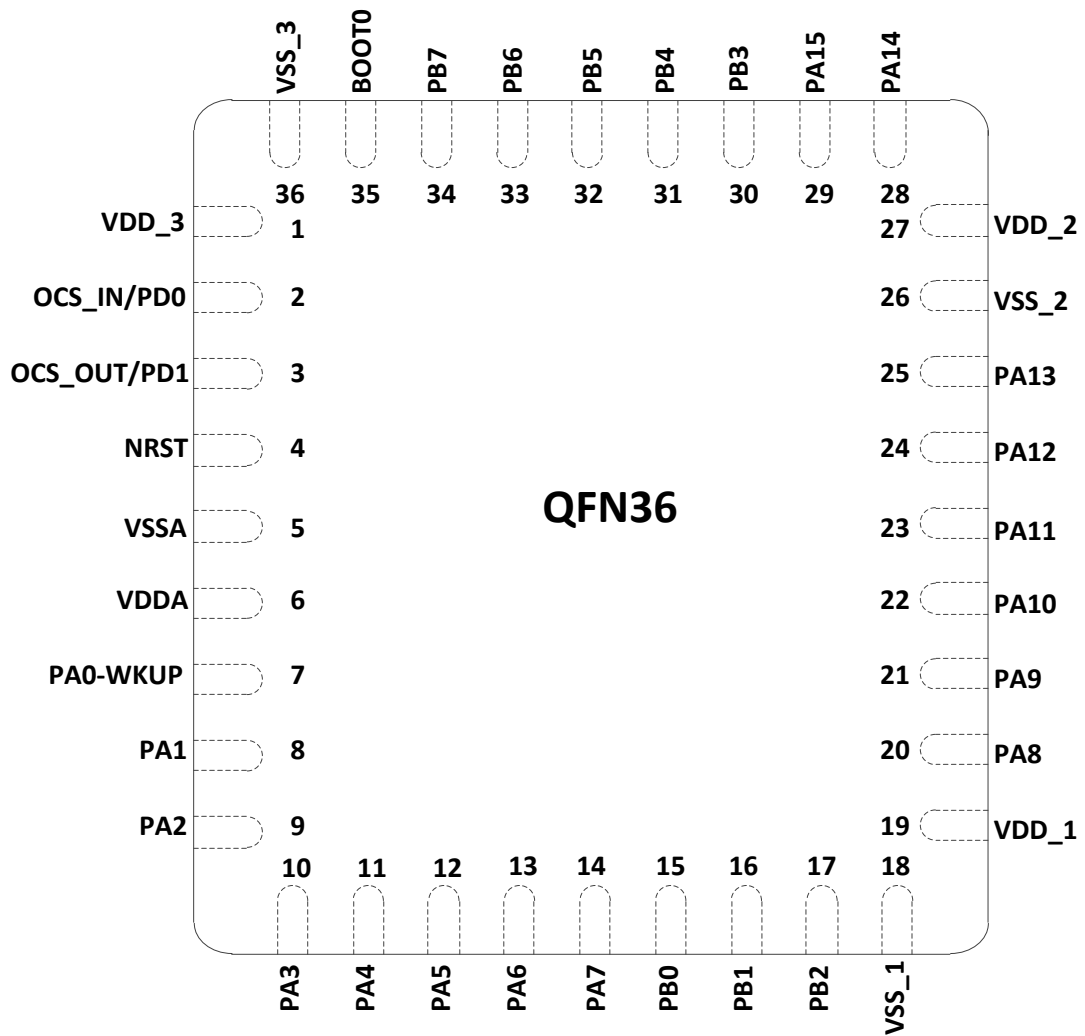 VSS_3 BOOT0 PB7 PB6 PB5 PB4 PB3 PA15 PA14
36 35 34 33 32 31 30 29 28
VDD_3 1 27 VDD_2
OCS_IN/PD0 2 26 VSS_2
OCS_OUT/PD1 3 25 PA13
NRST 4 24 PA12
QFN36
VSSA 5 23 PA11
VDDA 6 22 PA10
PA0-WKUP 7 21 PA9
PA1 8 20 PA8
PA2 9 19 VDD_1
10 11 12 13 14 15 16 17 18
PA3 PA4 PA5 PA6 PA7 PB0 PB1 PB2 VSS_1